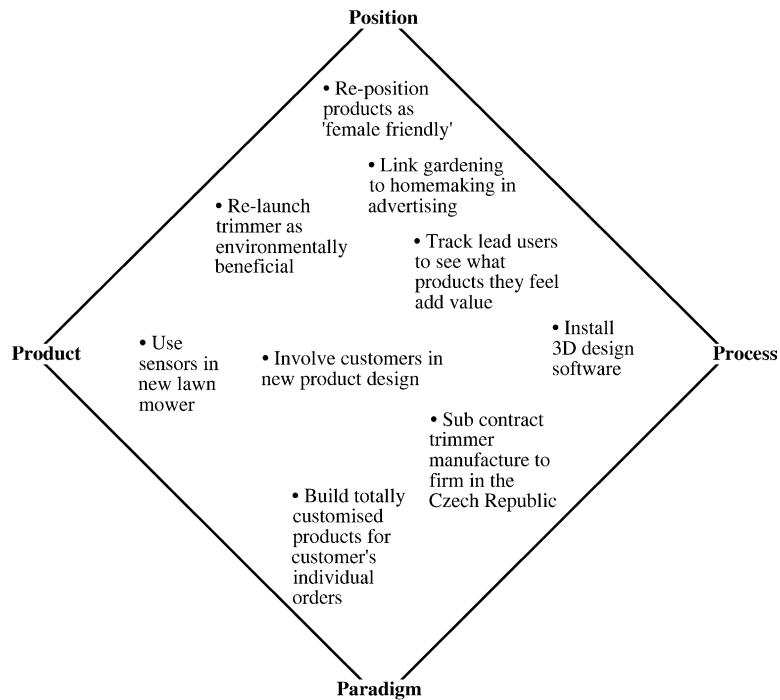 Position
• Re-position
products as
'female friendly'
• Link gardening
to homemaking in
advertising
• Re-launch
trimmer as
environmentally
beneficial
• Track lead users
to see what
products they feel
add value
Product
• Use
sensors in
new lawn
mower
• Involve customers in
new product design
• Install
3D design
software
Process
• Sub contract
trimmer
manufacture to
firm in the
Czech Republic
• Build totally
customised
products for
customer's
individual
orders
Paradigm